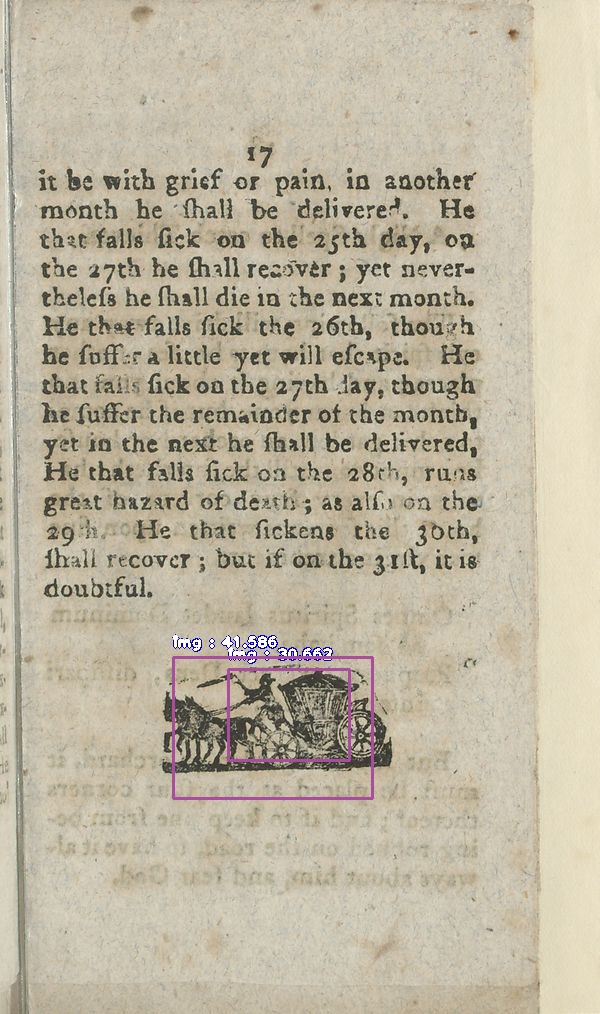 17
it be with grief or pain, in another
month he ſhall be delivered. He
that falls ſick on the 25th day, on
the 27th he ſhall recover ; yet never-
theleſs he ſhall die in the next month.
He that falls ſick the 26th, though
he ſuffer a little yet will eſcape. He
that falls ſick on the 27th day, though
he ſuffer the remainder of the month,
yet in the next he ſhall be delivered,
He that falls ſick on the 28th, runs
great hazard of death ; as alſo on the
29th. He that ſickens the 30th,
ſhall recover ; but if on the 31ſt, it is
doubtful.
Img : 41.586
Img : 30.662